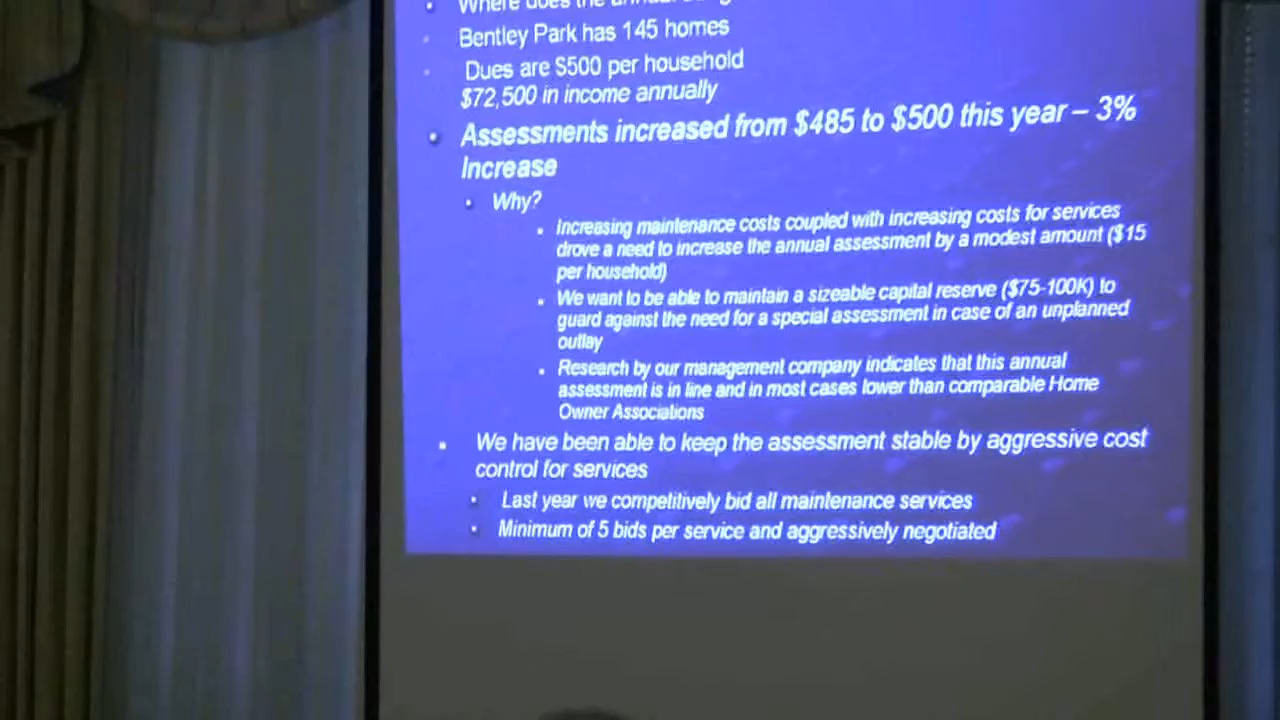 Where does the annual
Bentley Park has 145 homes
Dues are $500 per household
$72,500 in income annually
Assessments increased from $485 to $500 this year – 3%
Increase
Why?
Increasing maintenance costs coupled with increasing costs for services
drove a need to increase the annual assessment by a modest amount ($15
per household)
We want to be able to maintain a sizeable capital reserve ($75-100K) to
guard against the need for a special assessment in case of an unplanned
outlay
Research by our management company indicates that this annual
assessment is in line and in most cases lower than comparable Home
Owner Associations
We have been able to keep the assessment stable by aggressive cost
control for services
Last year we competitively bid all maintenance services
Minimum of 5 bids per service and aggressively negotiated